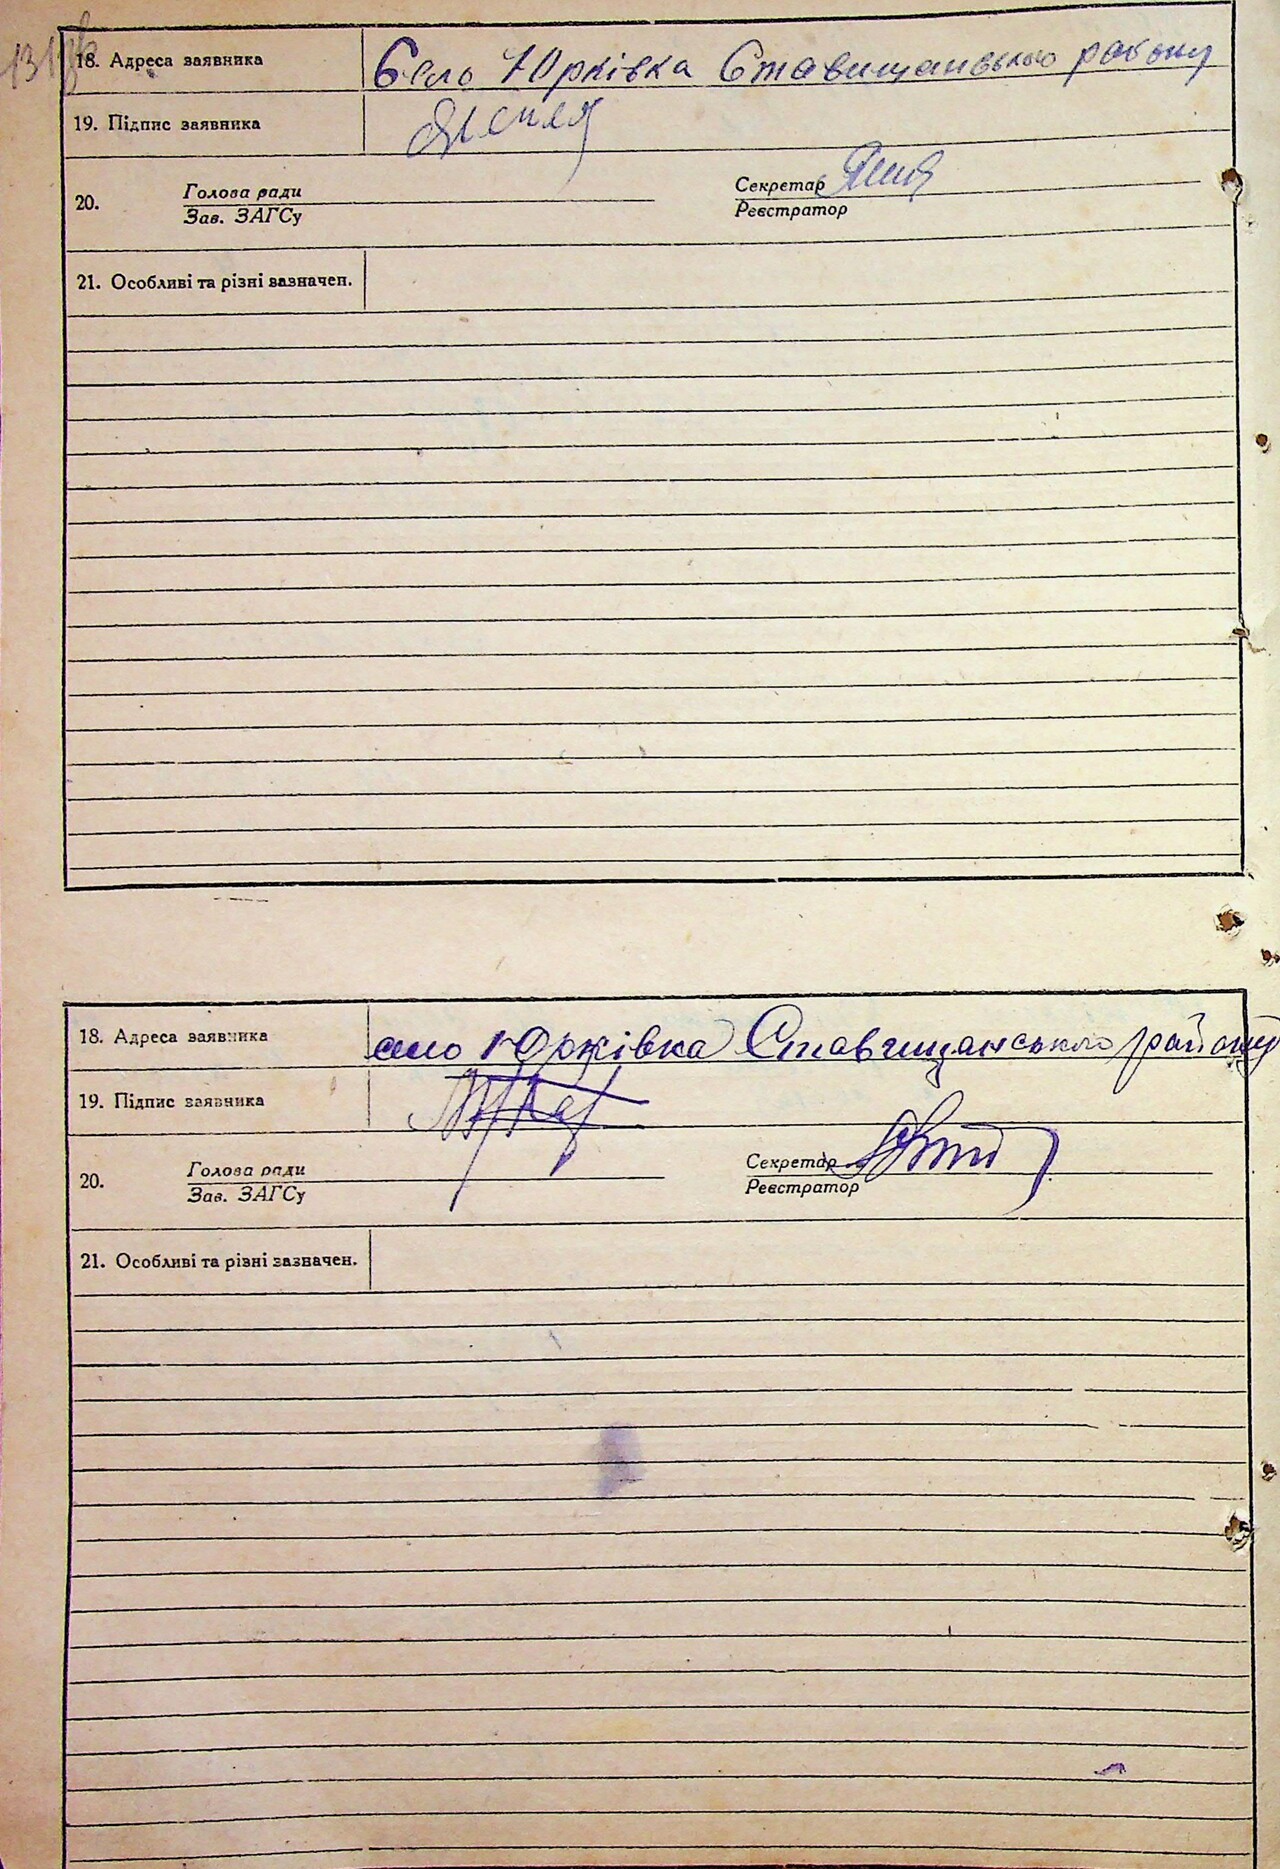 18. Адреса заявника Село Юрківка Ставищанського району
19. Підпис заявника
20. Голова ради Секретар
Зав. ЗАГСу Реєстратор
21. Особливі та різні зазначен.
18. Адреса заявника село Юрківка Ставищанського району
19. Підпис заявника
20. Голова ради Секретар
Зав. ЗАГСу Реєстратор
21. Особливі та різні зазначен.